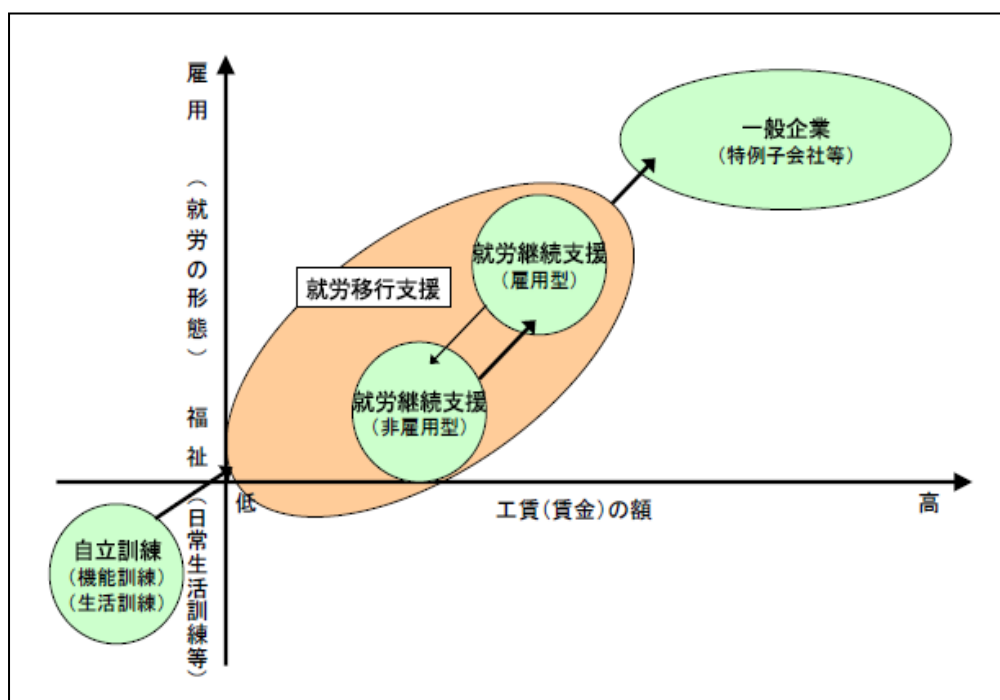 雇用（就労の形態）福祉（日常生活訓練等）
一般企業
（特例子会社等）
就労継続支援
（雇用型）
就労移行支援
就労継続支援
（非雇用型）
低
工賃（賃金）の額
高
自立訓練
（機能訓練）
（生活訓練）